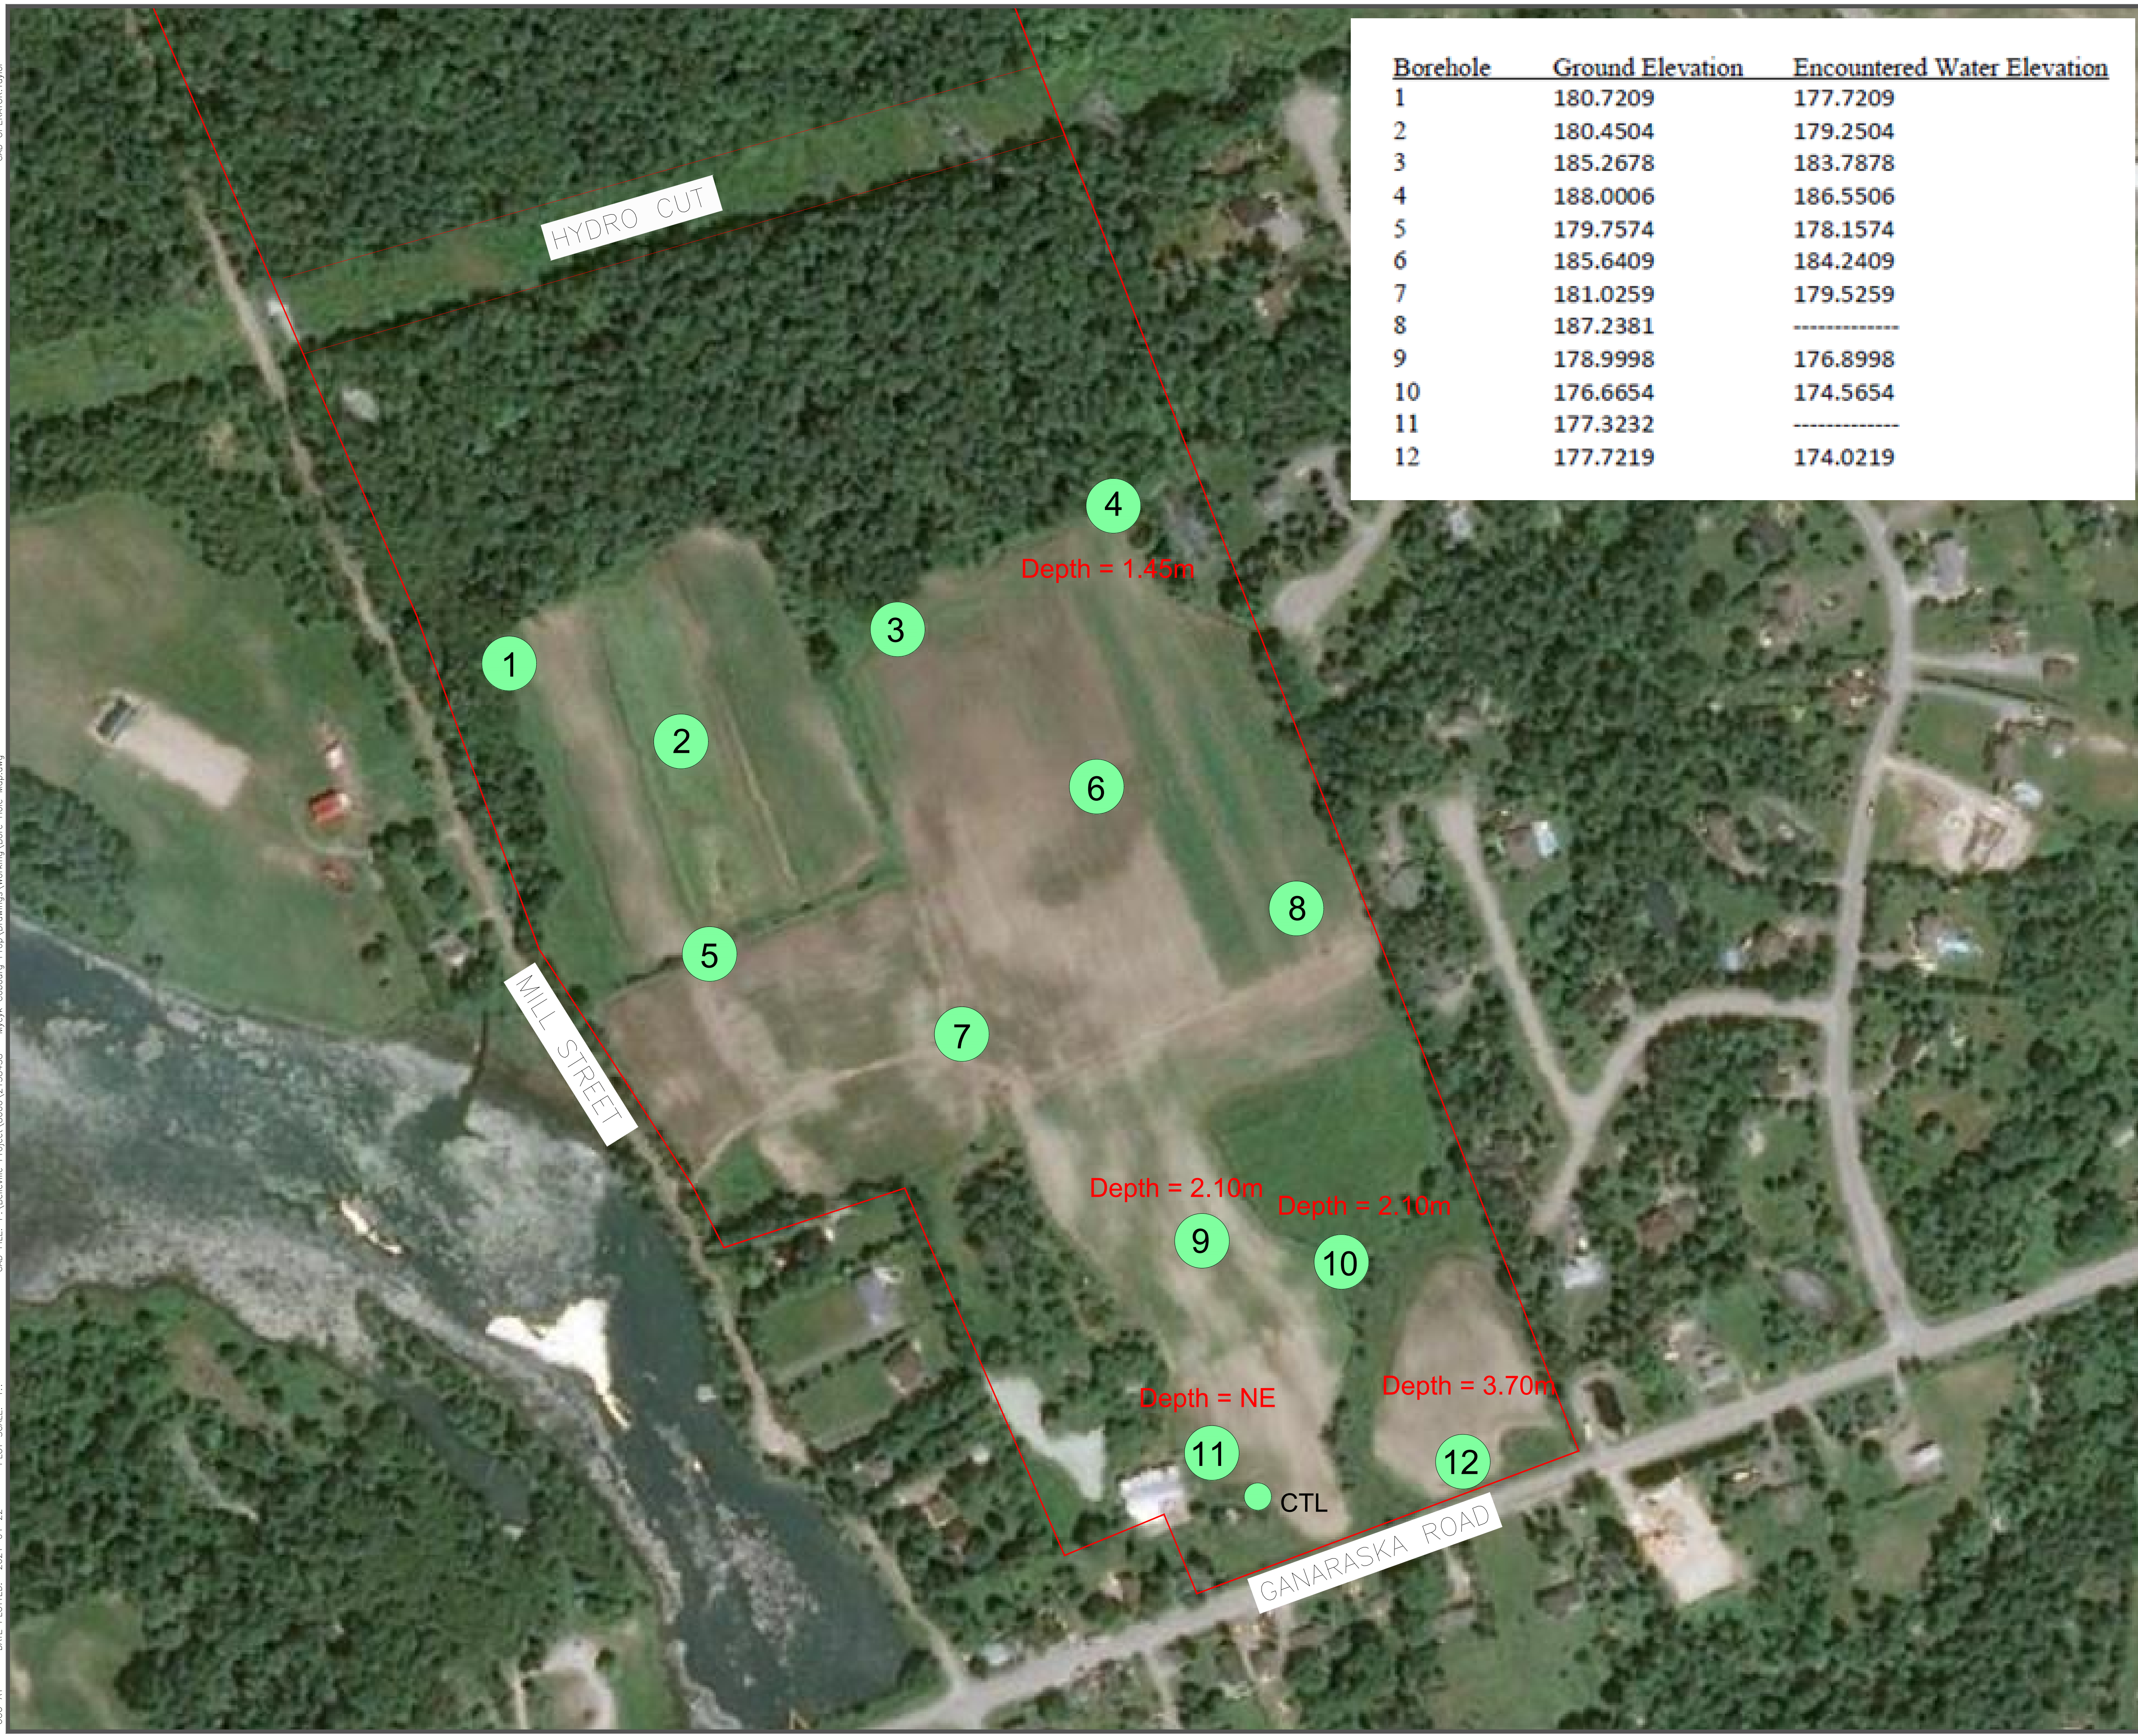 Borehole Ground Elevation Encountered Water Elevation
1 180.7209 177.7209
2 180.4504 179.2504
3 185.2678 183.7878
4 188.0006 186.5506
5 179.7574 178.1574
6 185.6409 184.2409
7 181.0259 179.5259
8 187.2381 -------------
9 178.9998 176.8998
10 176.6654 174.5654
11 177.3232 -------------
12 177.7219 174.0219
HYDRO CUT
4
Depth = 1.45m
3
1
2
6
8
5
MILL STREET
7
Depth = 2.10m
Depth = 2.10m
9
10
Depth = NE
Depth = 3.70m
11
12
CTL
GANARASKA ROAD